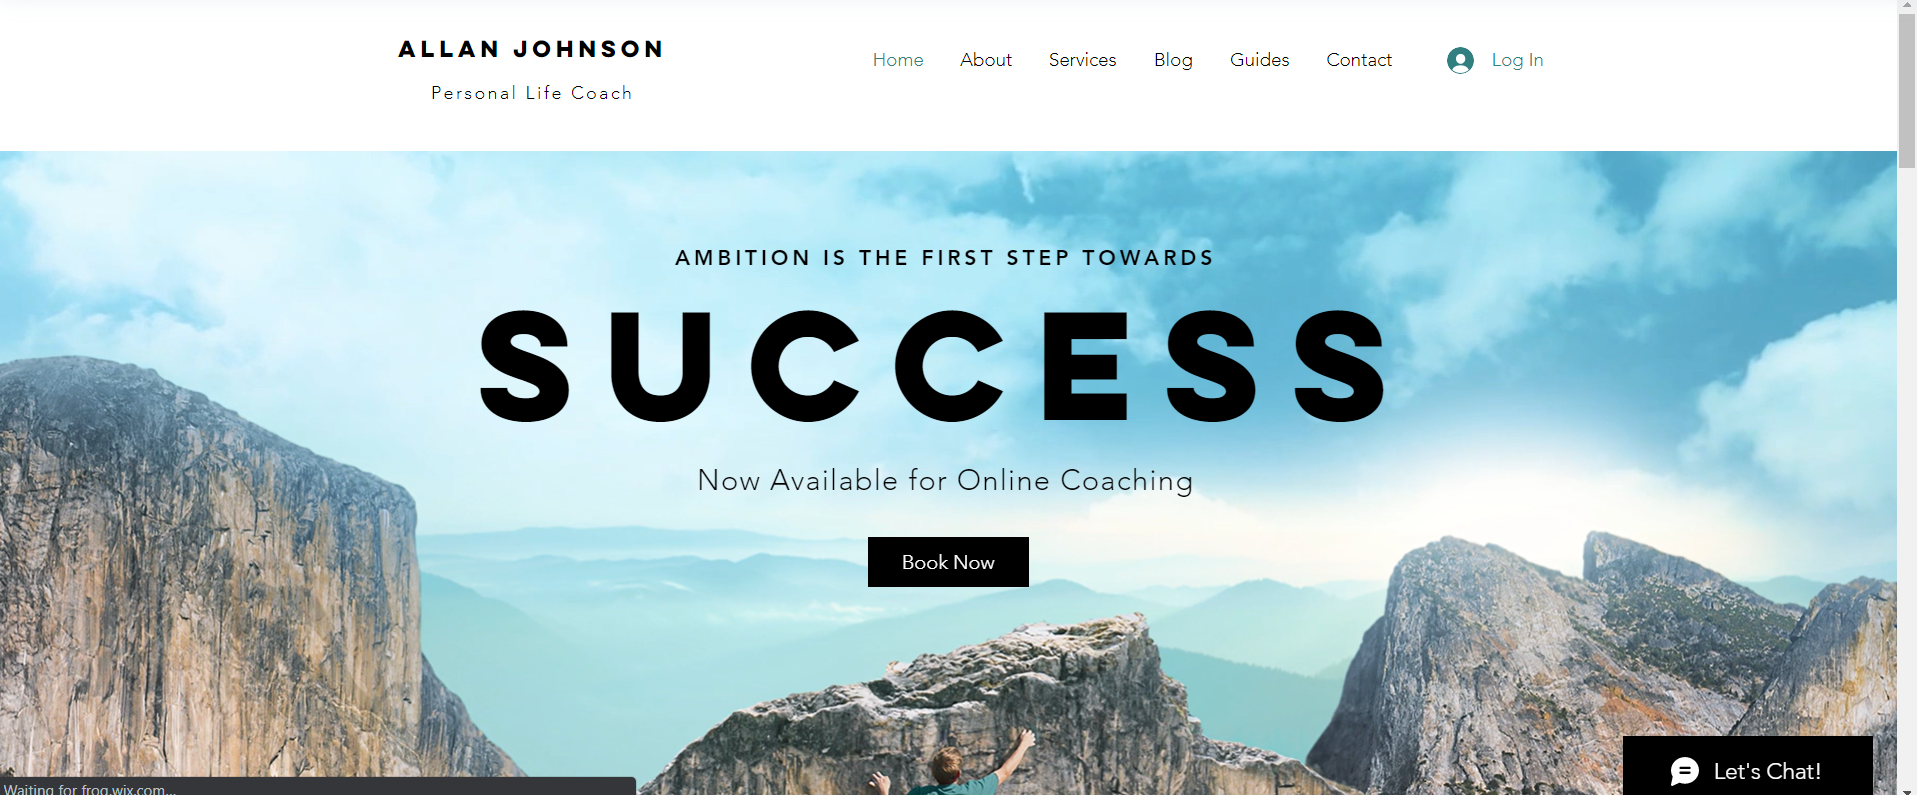 ALLAN JOHNSON
Personal Life Coach
Home About Services Blog Guides Contact Log In
AMBITION IS THE FIRST STEP TOWARDS
SUCCESS
Now Available for Online Coaching
Book Now
Let's Chat!
Waiting for frog.wix.com...